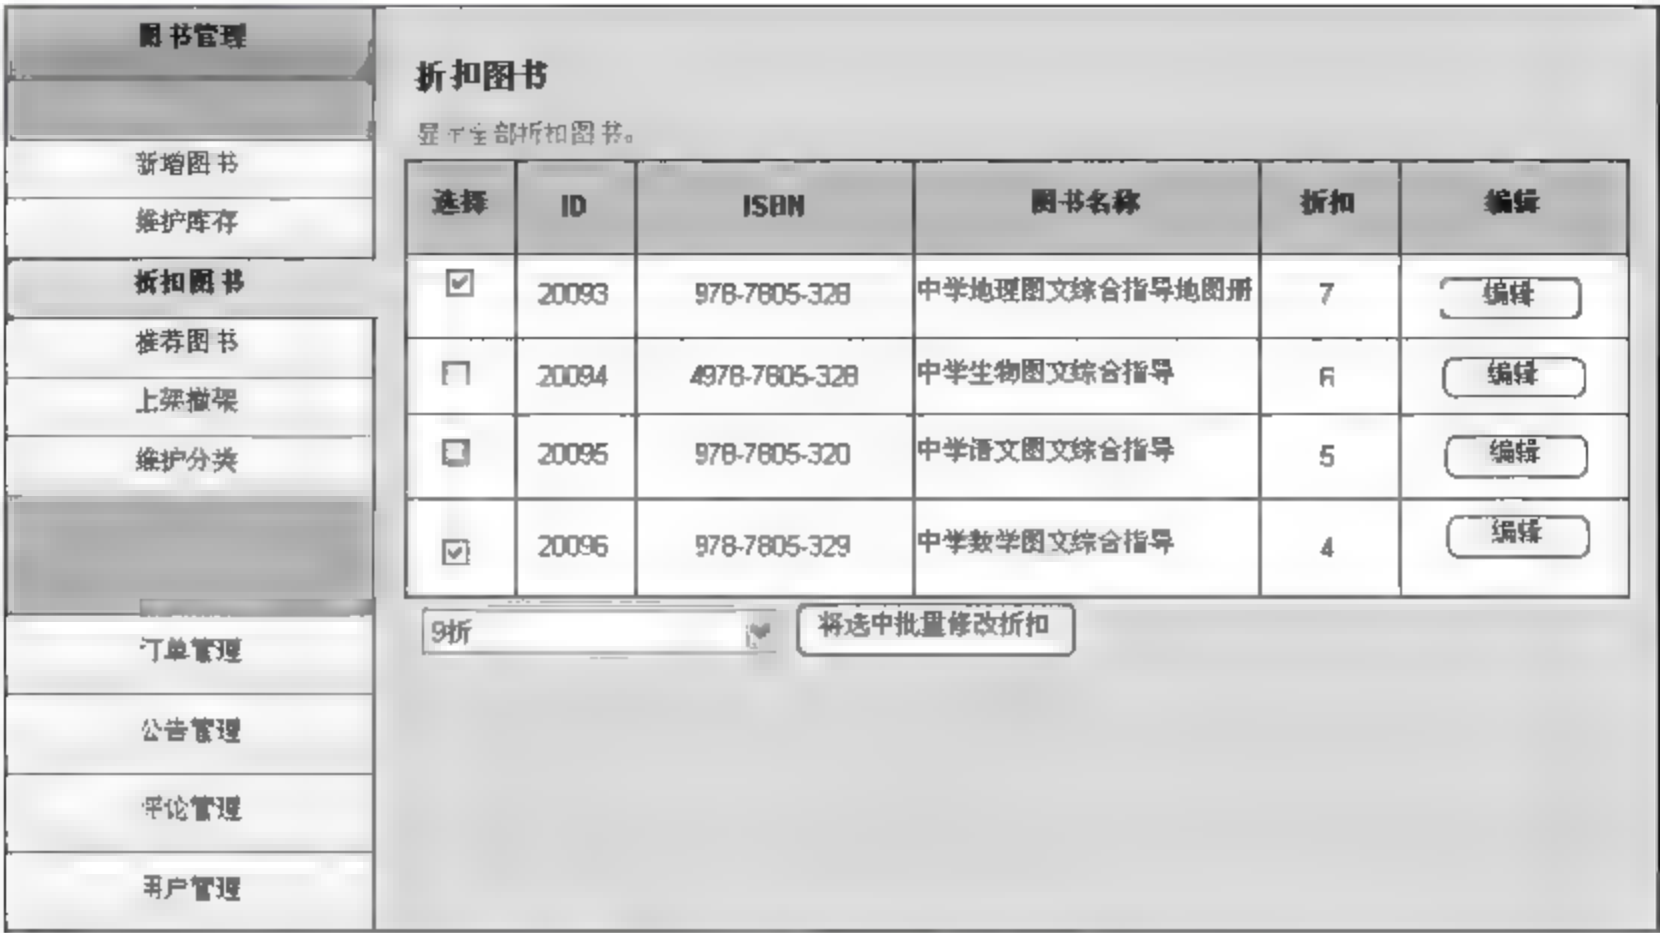 图书管理
新增图书
维护库存
折扣图书
推荐图书
上架撤架
维护分类
订单管理
公告管理
评论管理
用户管理
折扣图书
显示全部折扣图书。
选择 ID ISBN 图书名称 折扣 编辑
20093 978-7805-328 中学地理图文综合指导地图册 7 编辑
20094 4978-7805-328 中学生物图文综合指导 6 编辑
20095 978-7805-320 中学语文图文综合指导 5 编辑
20096 978-7805-329 中学数学图文综合指导 4 编辑
9折 将选中批量修改折扣